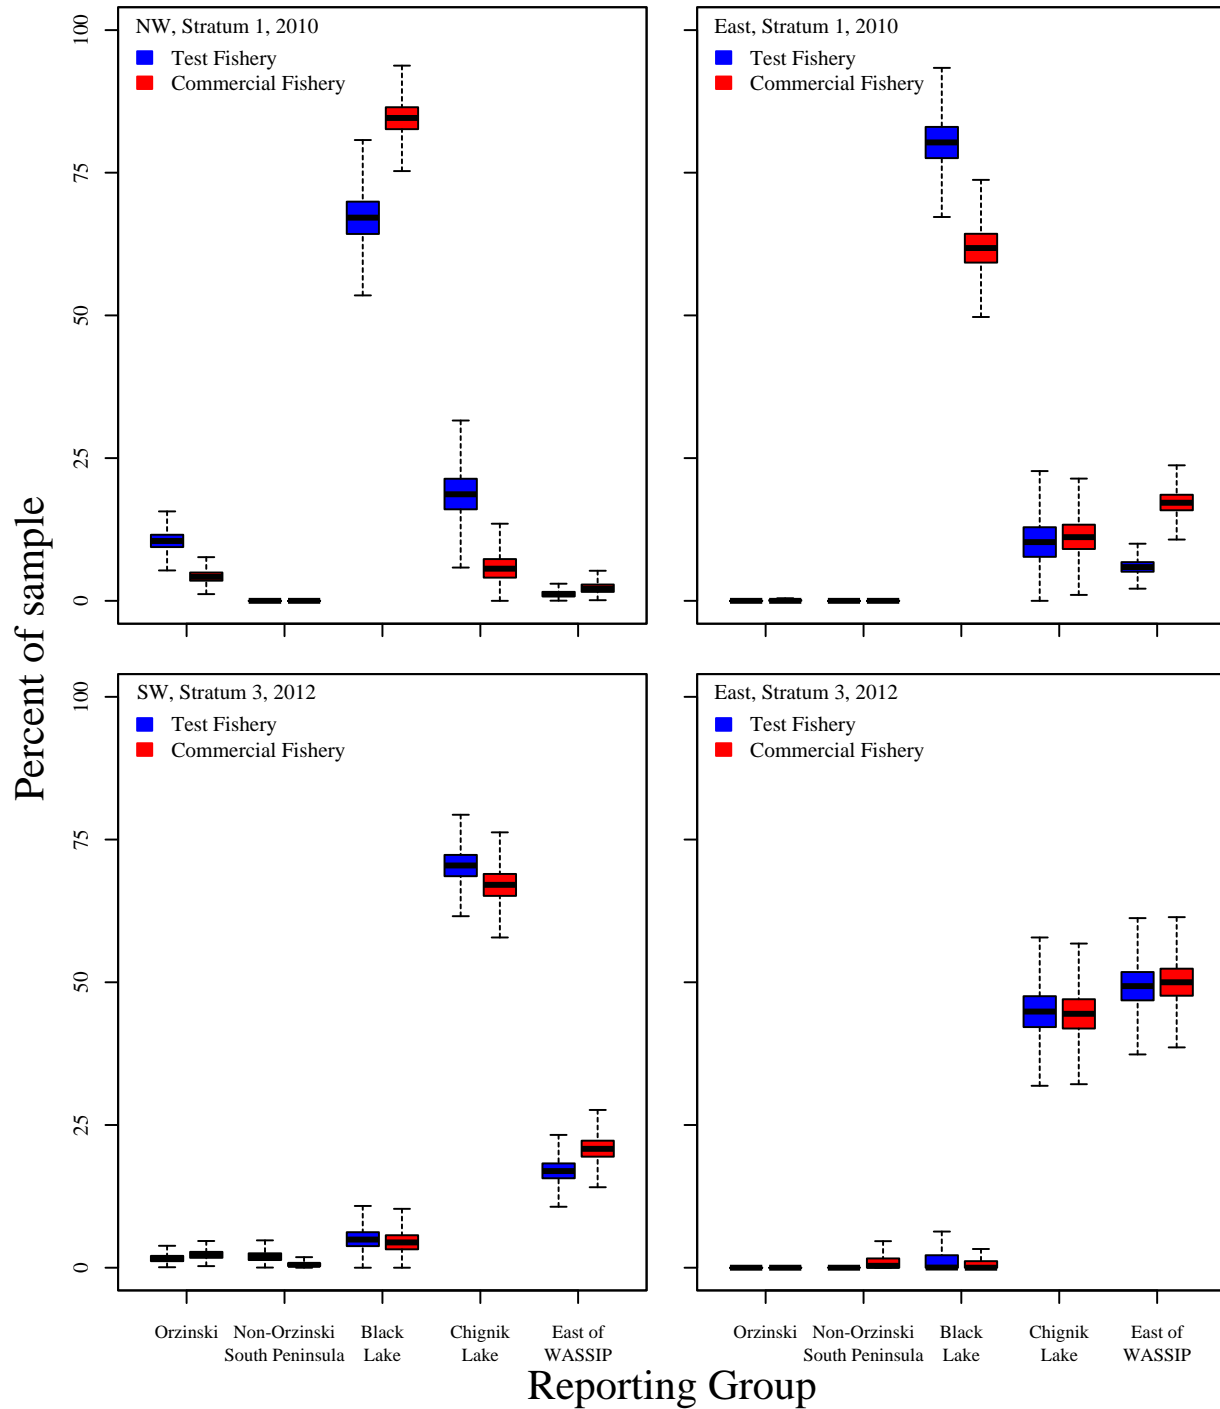 Percent of sample
NW, Stratum 1, 2010
Test Fishery
Commercial Fishery
100
75
50
25
0
East, Stratum 1, 2010
Test Fishery
Commercial Fishery
SW, Stratum 3, 2012
Test Fishery
Commercial Fishery
100
75
50
25
0
East, Stratum 3, 2012
Test Fishery
Commercial Fishery
Orzinski
Non-Orzinski
South Peninsula
Black
Lake
Chignik
Lake
East of
WASSIP
Orzinski
Non-Orzinski
South Peninsula
Black
Lake
Chignik
Lake
East of
WASSIP
Reporting Group